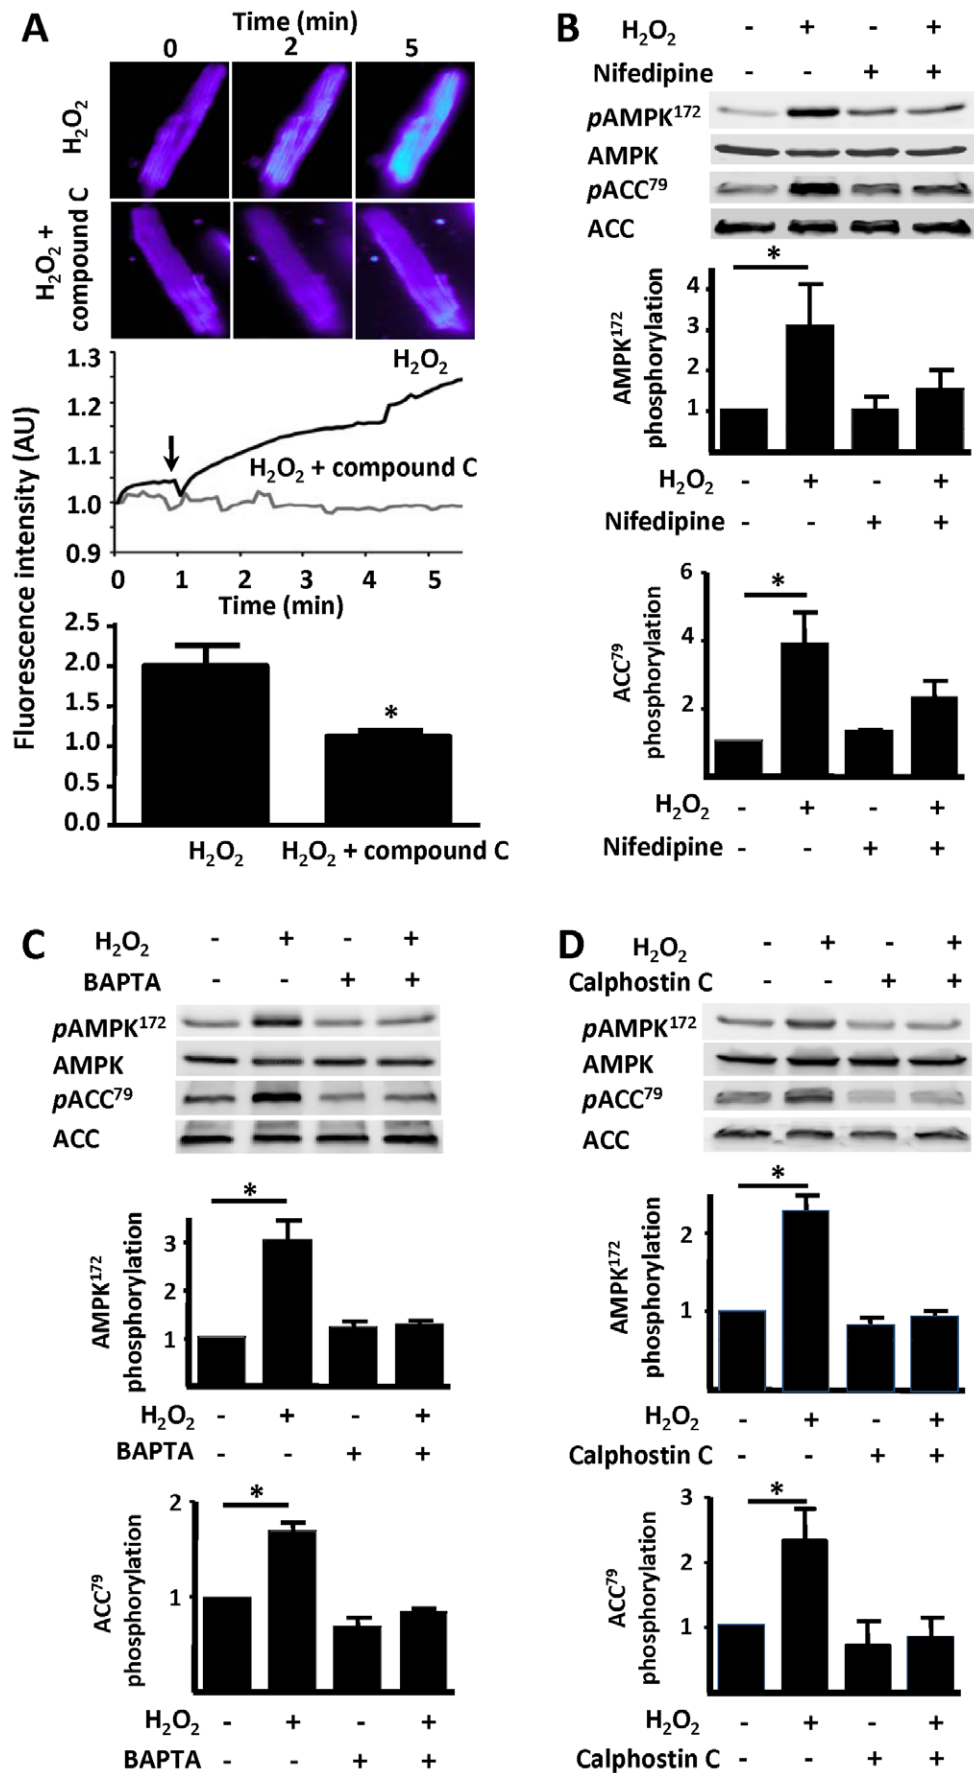 A
Time (min)
0 2 5
H₂O₂
H₂O₂ +
compound C
Fluorescence intensity (AU)
1.3
1.2
1.1
1.0
0.9
H₂O₂
H₂O₂ + compound C
0 1 2 3 4 5
Time (min)
2.5
2.0
1.5
1.0
0.5
0.0
*
H₂O₂ H₂O₂ + compound C
B
H₂O₂ - + - +
Nifedipine - - + +
pAMPK¹⁷²
AMPK
pACC⁷⁹
ACC
*
AMPK¹⁷²
phosphorylation
4
3
2
1
H₂O₂ - + - +
Nifedipine - - + +
*
ACC⁷⁹
phosphorylation
6
4
2
H₂O₂ - + - +
Nifedipine - - + +
C
H₂O₂ - + - +
BAPTA - - + +
pAMPK¹⁷²
AMPK
pACC⁷⁹
ACC
*
AMPK¹⁷²
phosphorylation
3
2
1
H₂O₂ - + - +
BAPTA - - + +
*
ACC⁷⁹
phosphorylation
2
1
H₂O₂ - + - +
BAPTA - - + +
D
H₂O₂ - + - +
Calphostin C - - + +
pAMPK¹⁷²
AMPK
pACC⁷⁹
ACC
*
AMPK¹⁷²
phosphorylation
2
1
H₂O₂ - + - +
Calphostin C - - + +
*
ACC⁷⁹
phosphorylation
3
2
1
H₂O₂ - + - +
Calphostin C - - + +